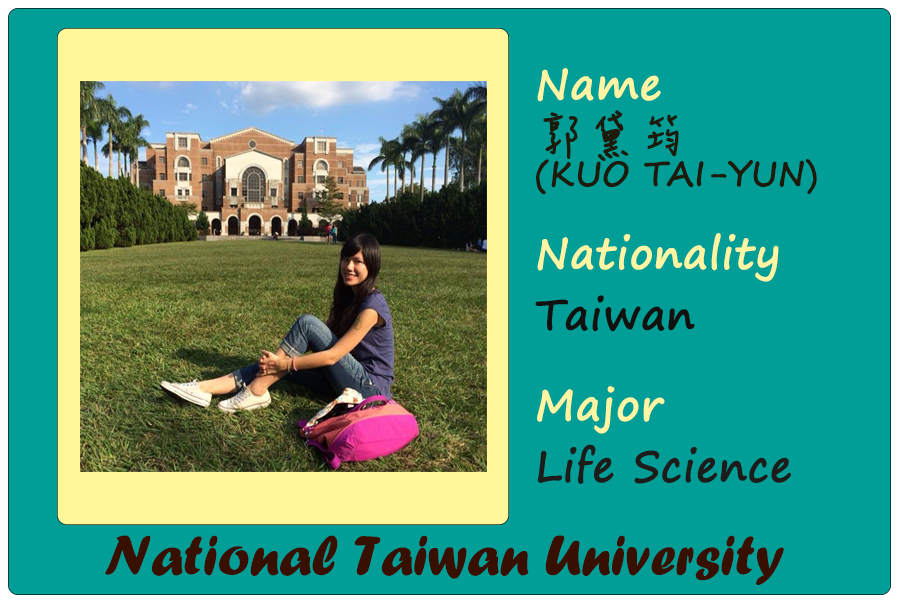 Name
郭黛筠
(KUO TAI-YUN)
Nationality
Taiwan
Major
Life Science
National Taiwan University